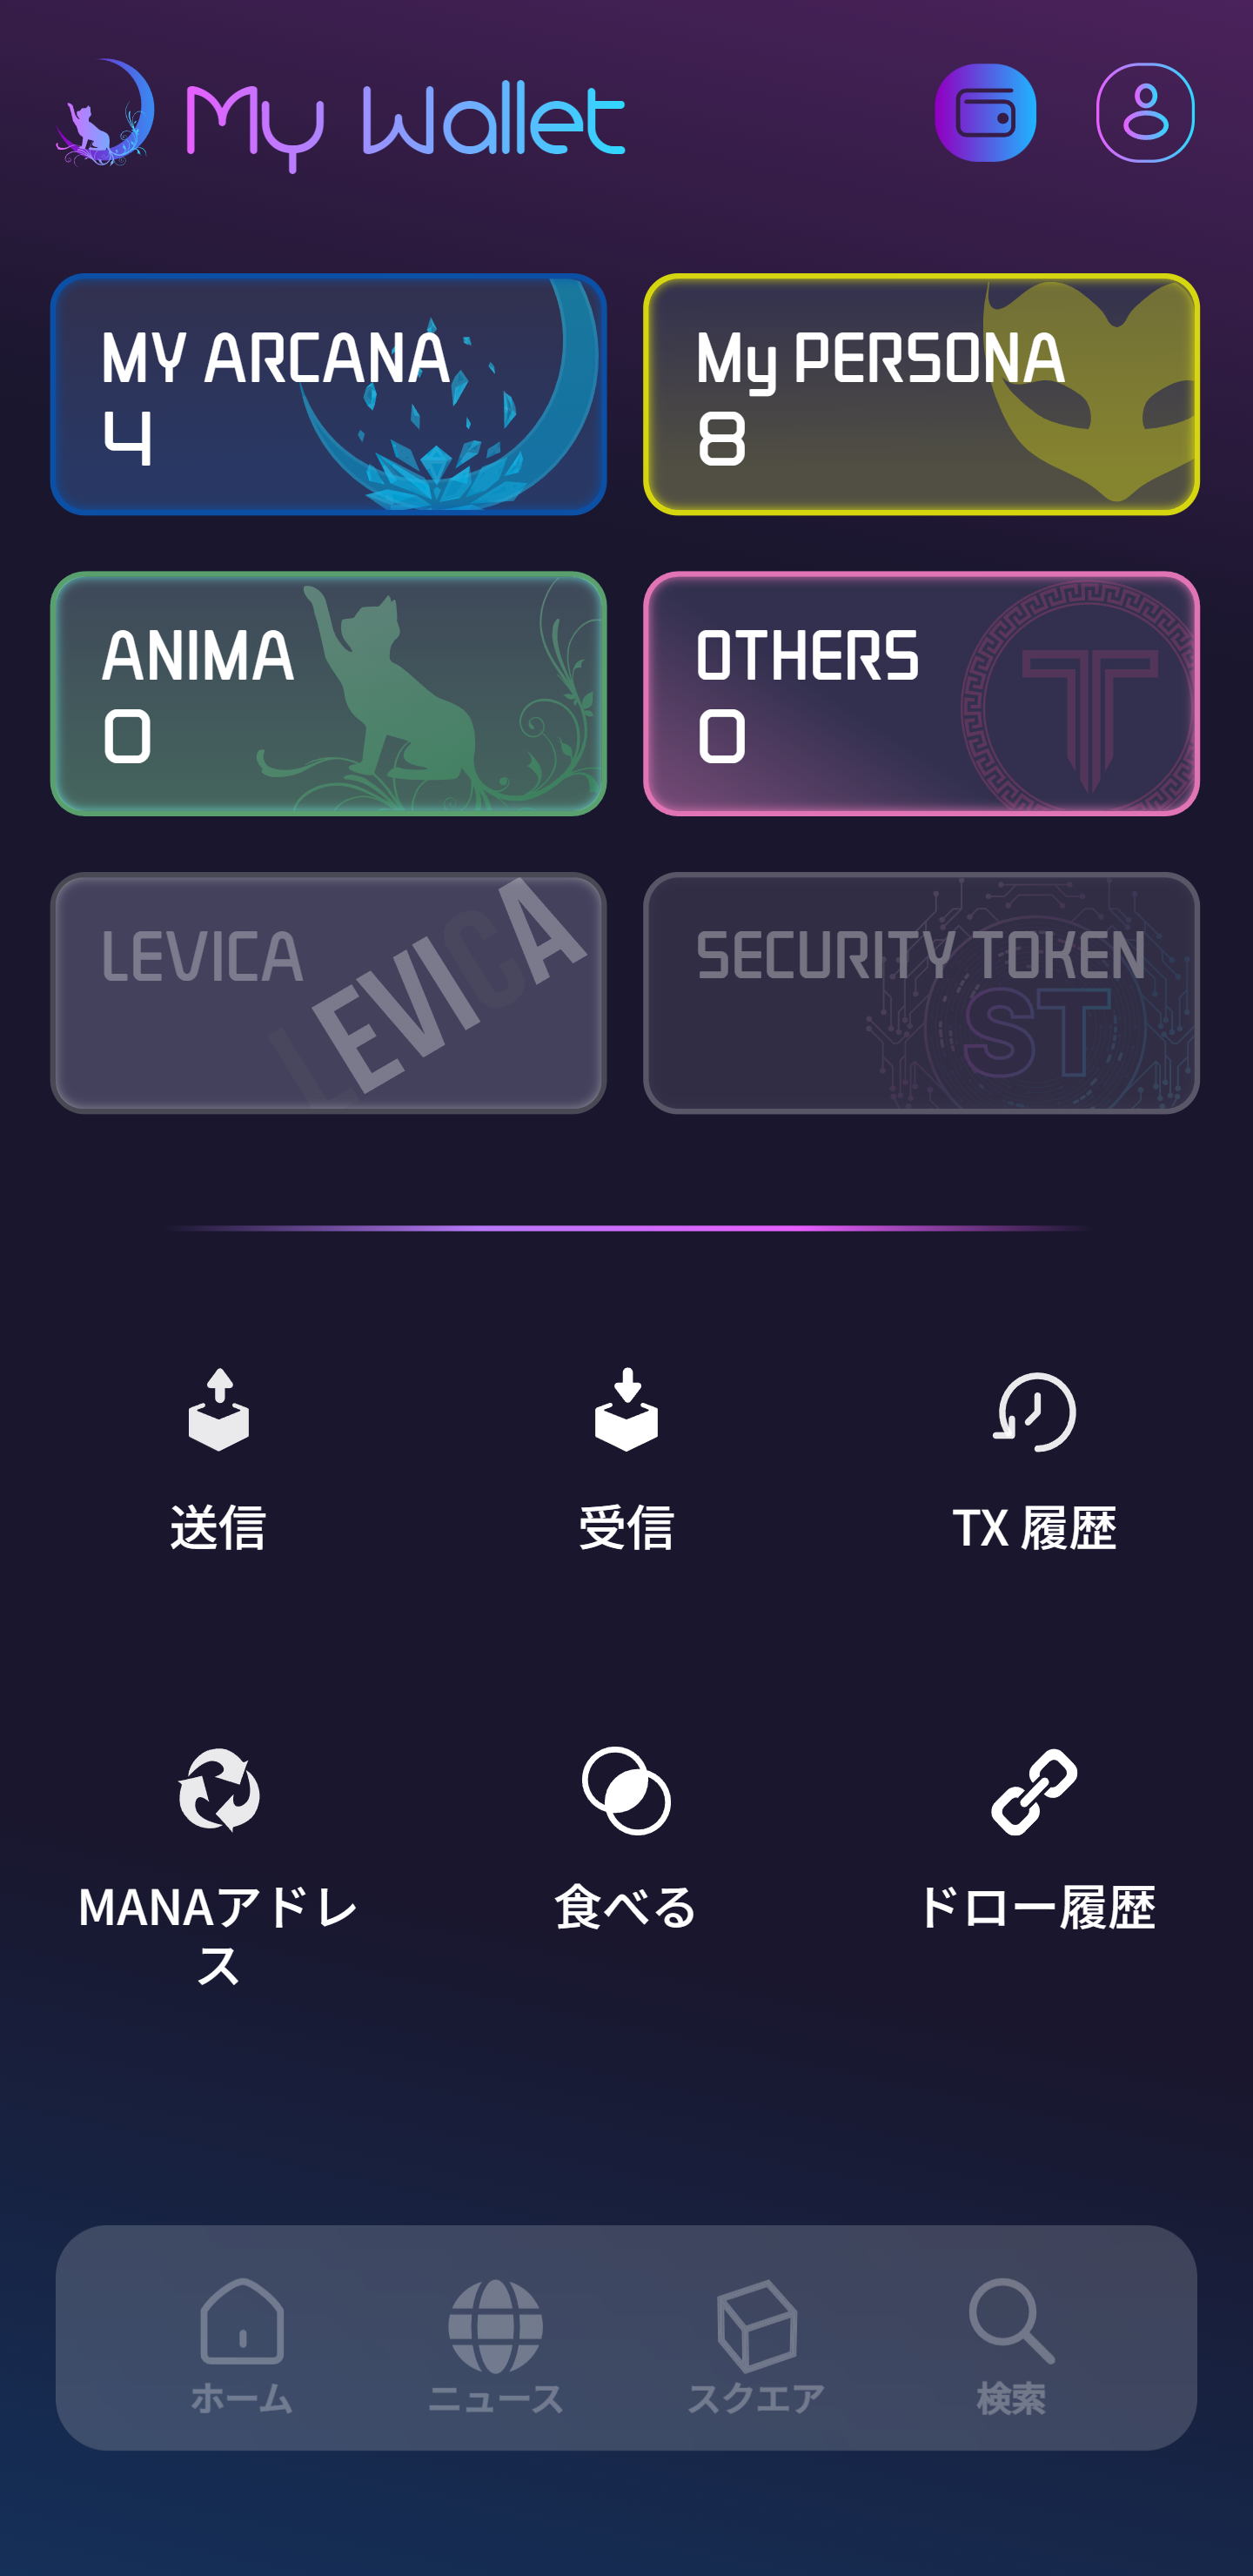 My Wallet
MY ARCANA
4
My PERSONA
8
ANIMA
0
OTHERS
0
T
LEVICA
LEVICA
SECURITY TOKEN
ST
送信
受信
TX 履歴
MANAアドレ
ス
食べる
ドロー履歴
ホーム
ニュース
スクエア
検索